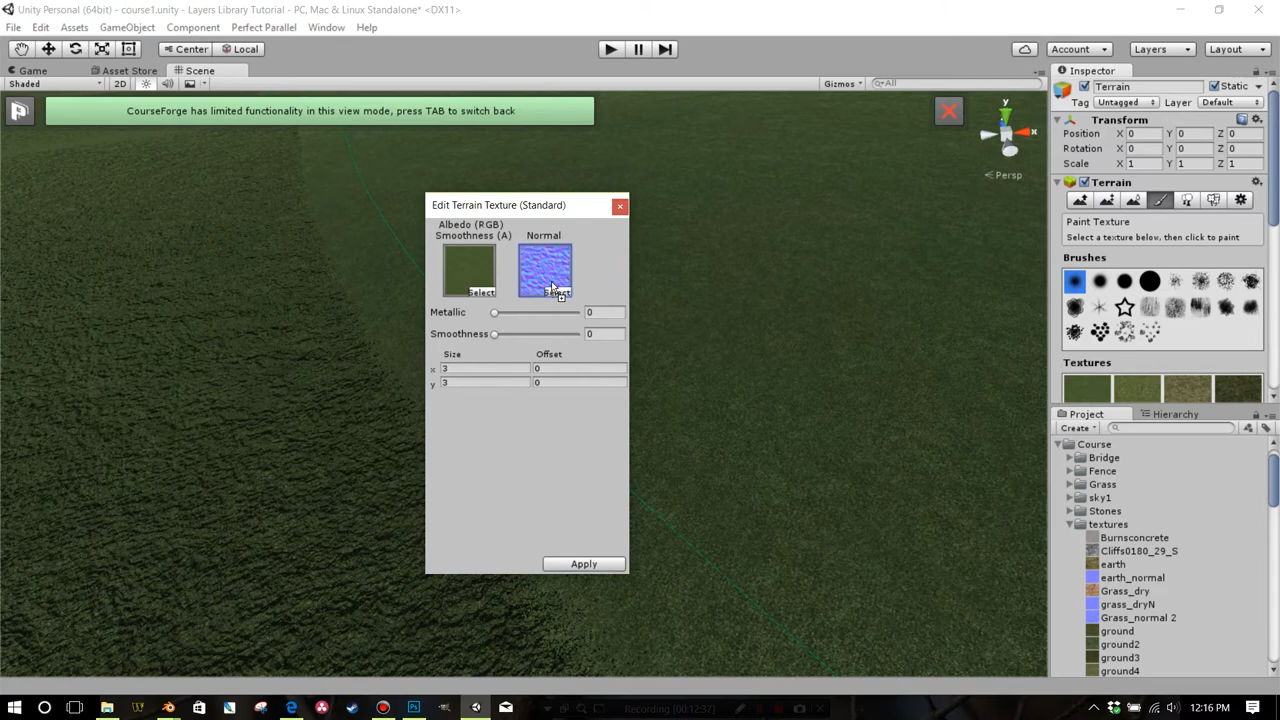 Unity Personal (64bit) - course1.unity - Layers Library Tutorial - PC, Mac & Linux Standalone* <DX11>
File Edit Assets GameObject Component Perfect Parallel Window Help
Center Local Account Layers Layout
Game Asset Store Scene Inspector
Shaded 2D Gizmos All
Terrain Static
Tag Untagged Layer Default
CourseForge has limited functionality in this view mode, press TAB to switch back
y
x
Persp
Transform
Position X 0 Y 0 Z 0
Rotation X 0 Y 0 Z 0
Scale X 1 Y 1 Z 1
Terrain
Paint Texture
Select a texture below, then click to paint
Brushes
Textures
Edit Terrain Texture (Standard)
Albedo (RGB)
Smoothness (A) Normal
Select Select
Metallic 0
Smoothness 0
Size Offset
x 3 0
y 3 0
Apply
Project Hierarchy
Create
Course
Bridge
Fence
Grass
sky1
Stones
textures
Burnsconcrete
Cliffs0180_29_S
earth
earth_normal
Grass_dry
grass_dryN
Grass_normal 2
ground
ground2
ground3
ground4
Recording [00:12:37]
12:16 PM